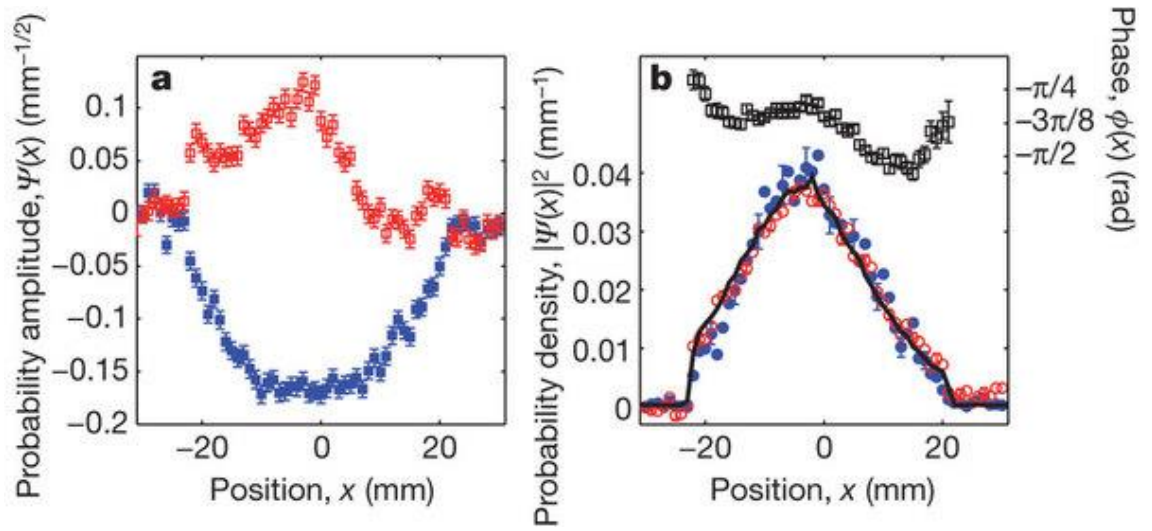 a
Probability amplitude, Ψ(x) (mm−1/2)
0.1
0.05
0
−0.05
−0.1
−0.15
−0.2
−20
0
20
Position, x (mm)
b
Probability density, |Ψ(x)|2 (mm−1)
0.04
0.03
0.02
0.01
0
−20
0
20
Position, x (mm)
−π/4
−3π/8
−π/2
Phase, ϕ(x) (rad)